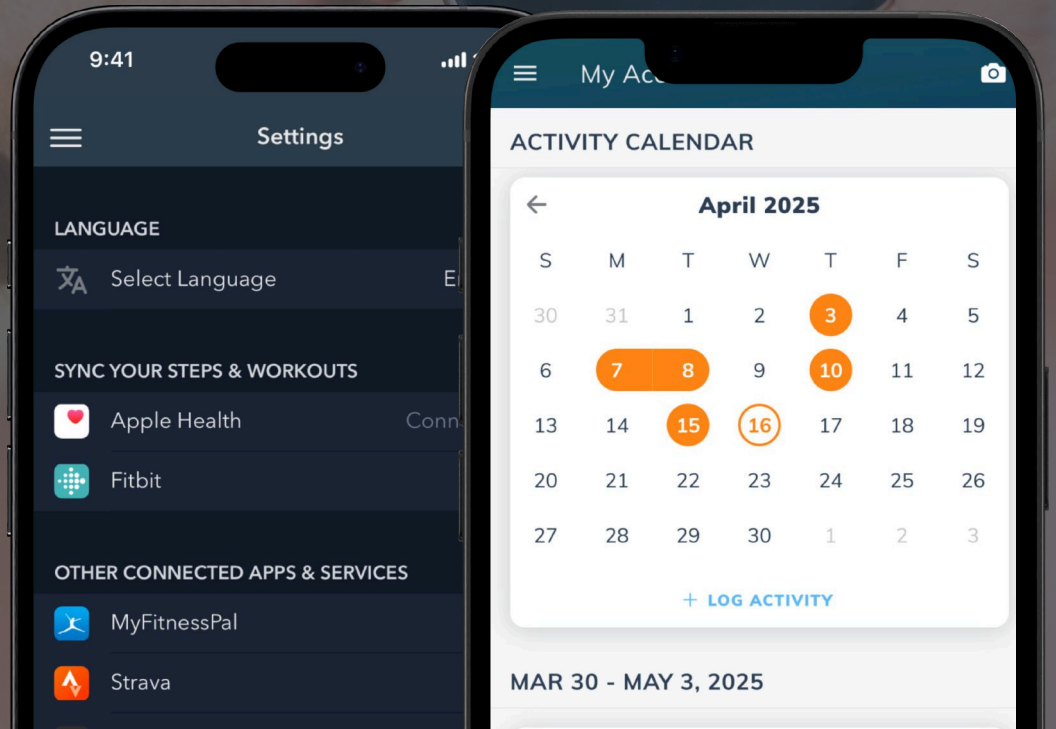 9:41
Settings
LANGUAGE
Select Language
SYNC YOUR STEPS & WORKOUTS
Apple Health
Fitbit
OTHER CONNECTED APPS & SERVICES
MyFitnessPal
Strava
My
ACTIVITY CALENDAR
April 2025
S M T W T F S
30 31 1 2 3 4 5
6 7 8 9 10 11 12
13 14 15 16 17 18 19
20 21 22 23 24 25 26
27 28 29 30 1 2 3
+ LOG ACTIVITY
MAR 30 - MAY 3, 2025